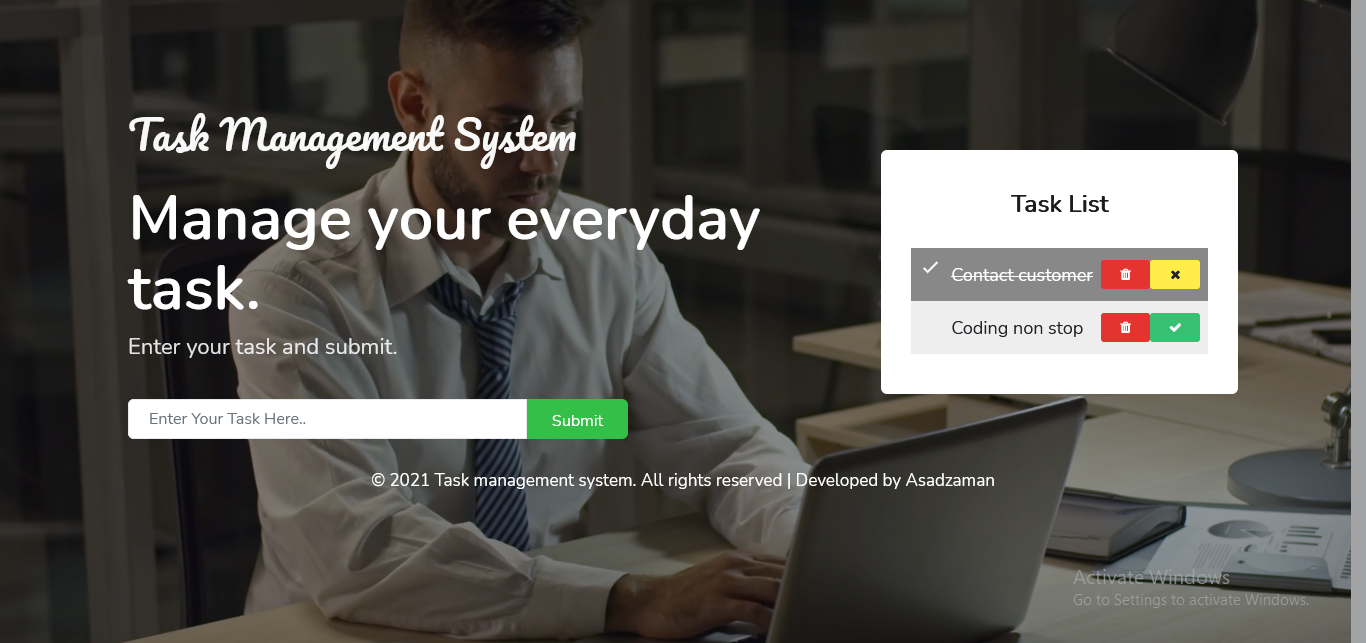 Task Management System
Manage your everyday
task.
Enter your task and submit.
Enter Your Task Here..
Submit
Task List
Contact customer
Coding non stop
© 2021 Task management system. All rights reserved | Developed by Asadzaman
Activate Windows
Go to Settings to activate Windows.